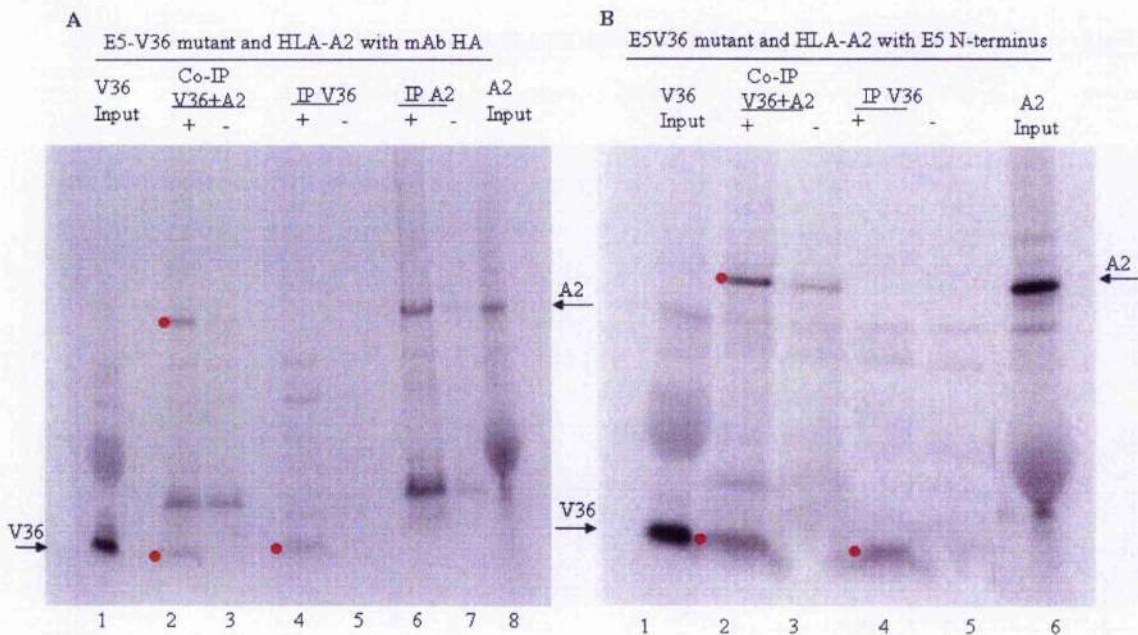 A
E5-V36 mutant and HLA-A2 with mAb HA
V36
Input
Co-IP
V36+A2
+ -
IP V36
+ -
IP A2
+ -
A2
Input
A2
V36
1 2 3 4 5 6 7 8
B
E5V36 mutant and HLA-A2 with E5 N-terminus
V36
Input
Co-IP
V36+A2
+ -
IP V36
+ -
A2
Input
A2
V36
1 2 3 4 5 6